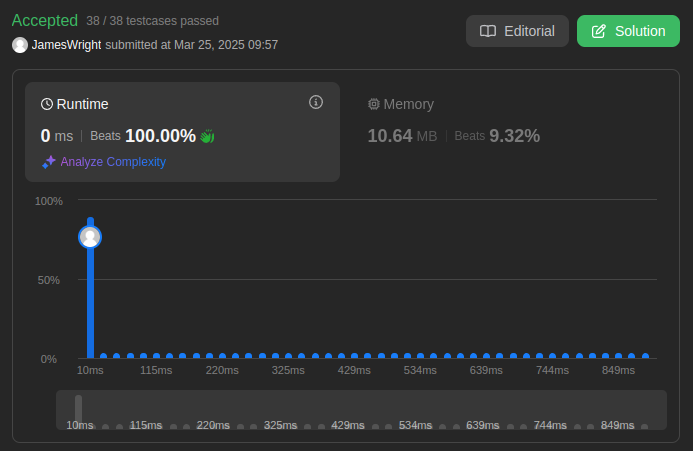 Accepted 38 / 38 testcases passed
Editorial
Solution
JamesWright submitted at Mar 25, 2025 09:57
Runtime
Memory
0 ms | Beats 100.00%
10.64 MB | Beats 9.32%
Analyze Complexity
100%
50%
0%
10ms 115ms 220ms 325ms 429ms 534ms 639ms 744ms 849ms
10ms 115ms 220ms 325ms 429ms 534ms 639ms 744ms 849ms